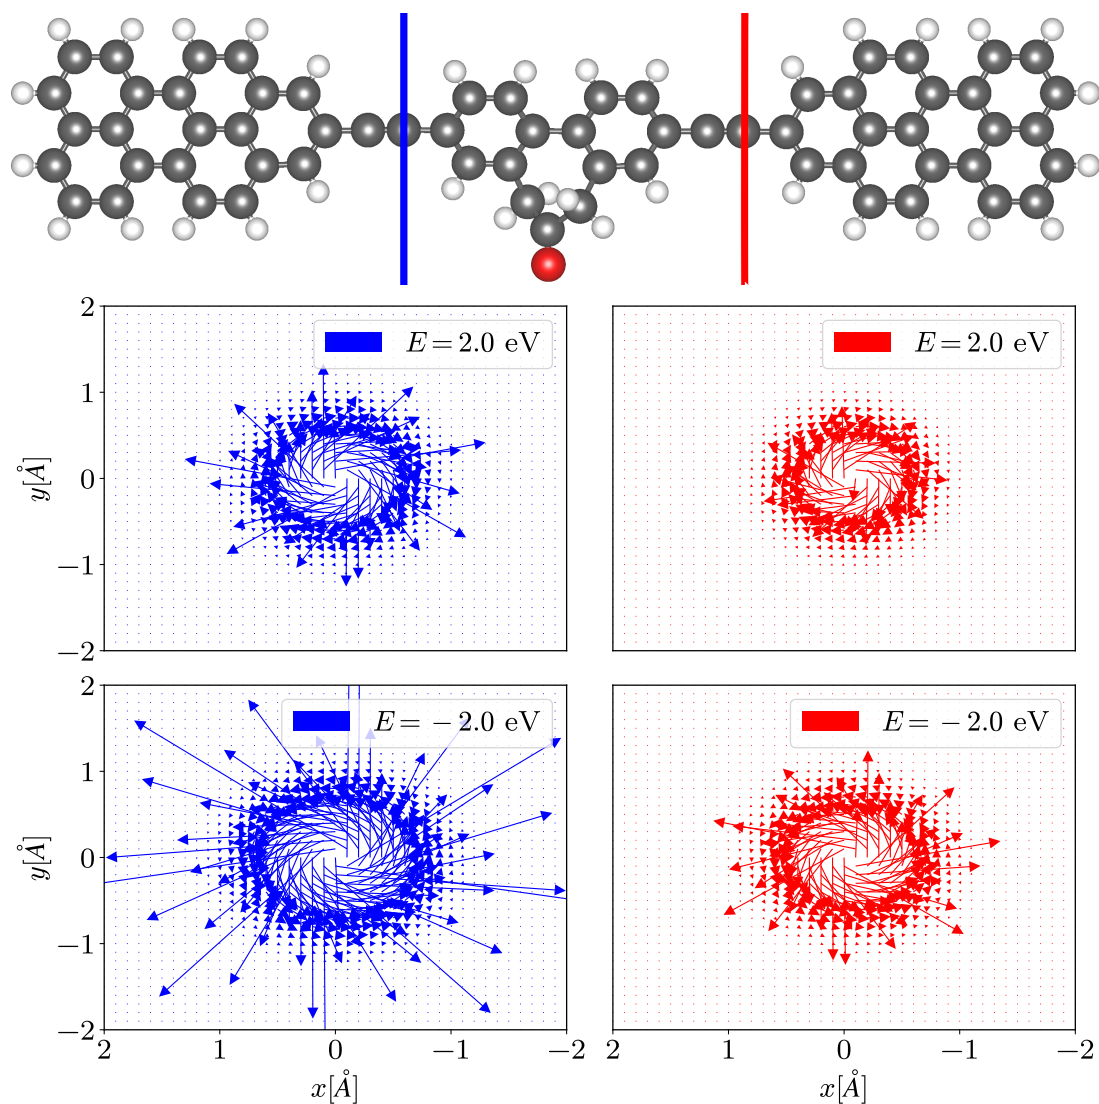 E = 2.0 eV
E = 2.0 eV
2
1
0
−1
−2
y[Å]
E = − 2.0 eV
E = − 2.0 eV
2
1
0
−1
−2
y[Å]
2 1 0 −1 −2
2 1 0 −1 −2
x[Å]
x[Å]